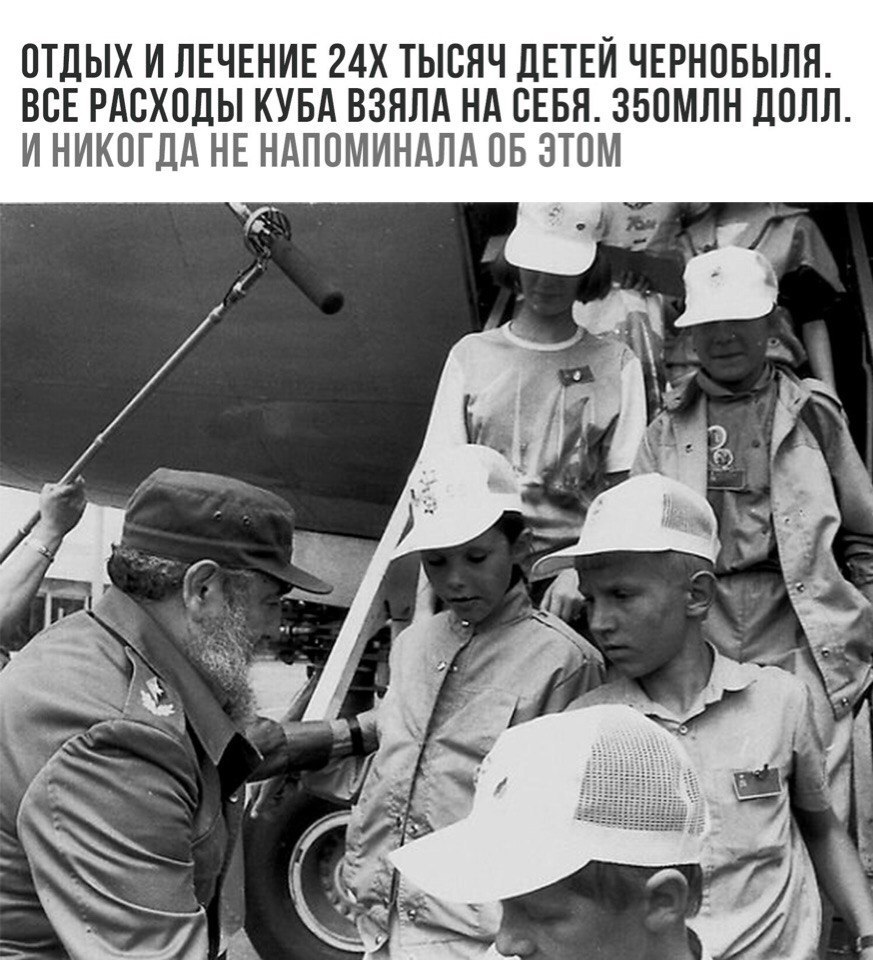 ОТДЫХ И ЛЕЧЕНИЕ 24Х ТЫСЯЧ ДЕТЕЙ ЧЕРНОБЫЛЯ.
ВСЕ РАСХОДЫ КУБА ВЗЯЛА НА СЕБЯ. 350МЛН ДОЛЛ.
И НИКОГДА НЕ НАПОМИНАЛА ОБ ЭТОМ